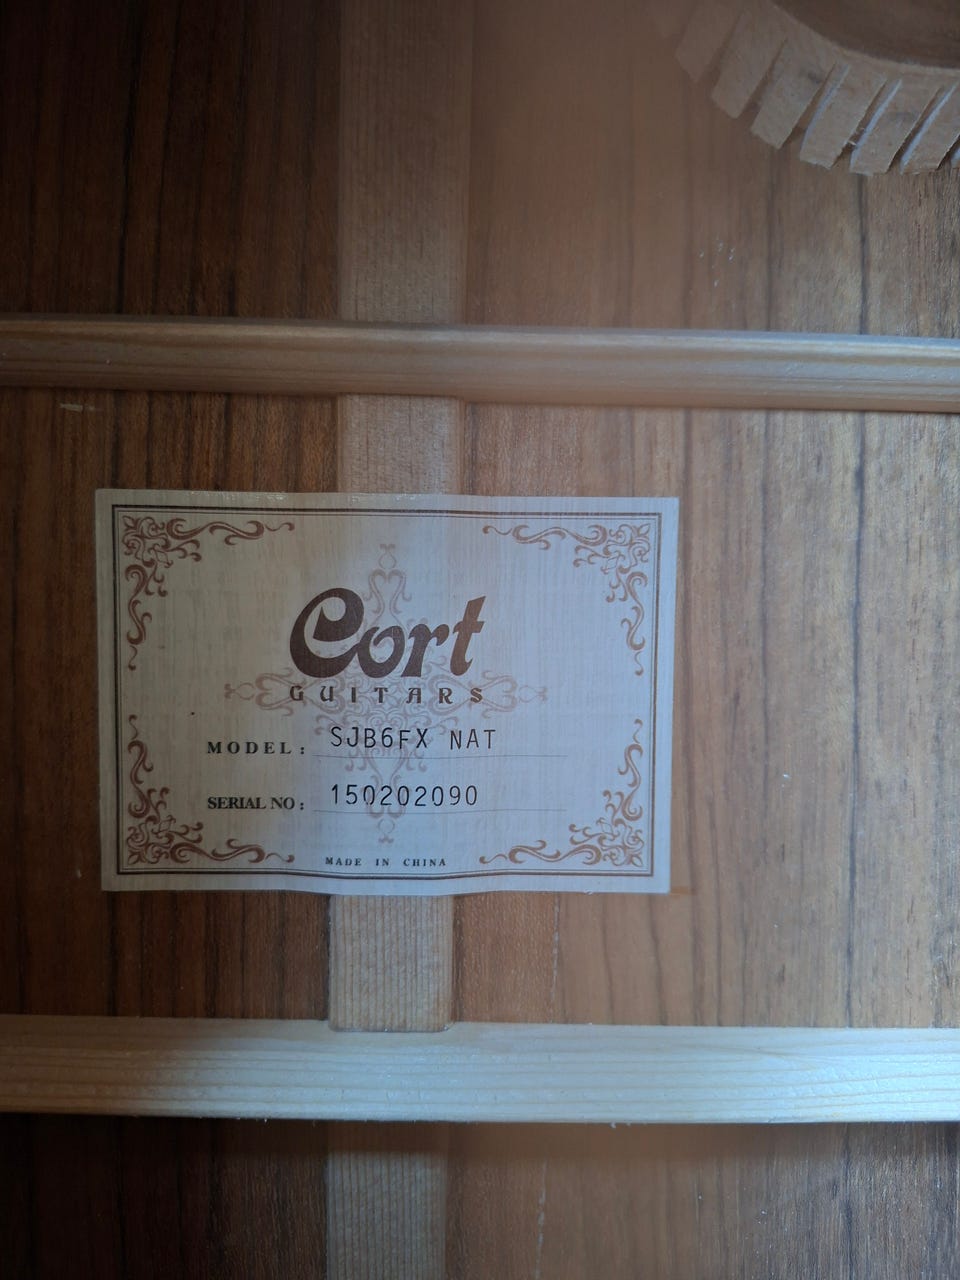 Cort
GUITARS
MODEL: SJB6FX NAT
SERIAL NO: 150202090
MADE IN CHINA